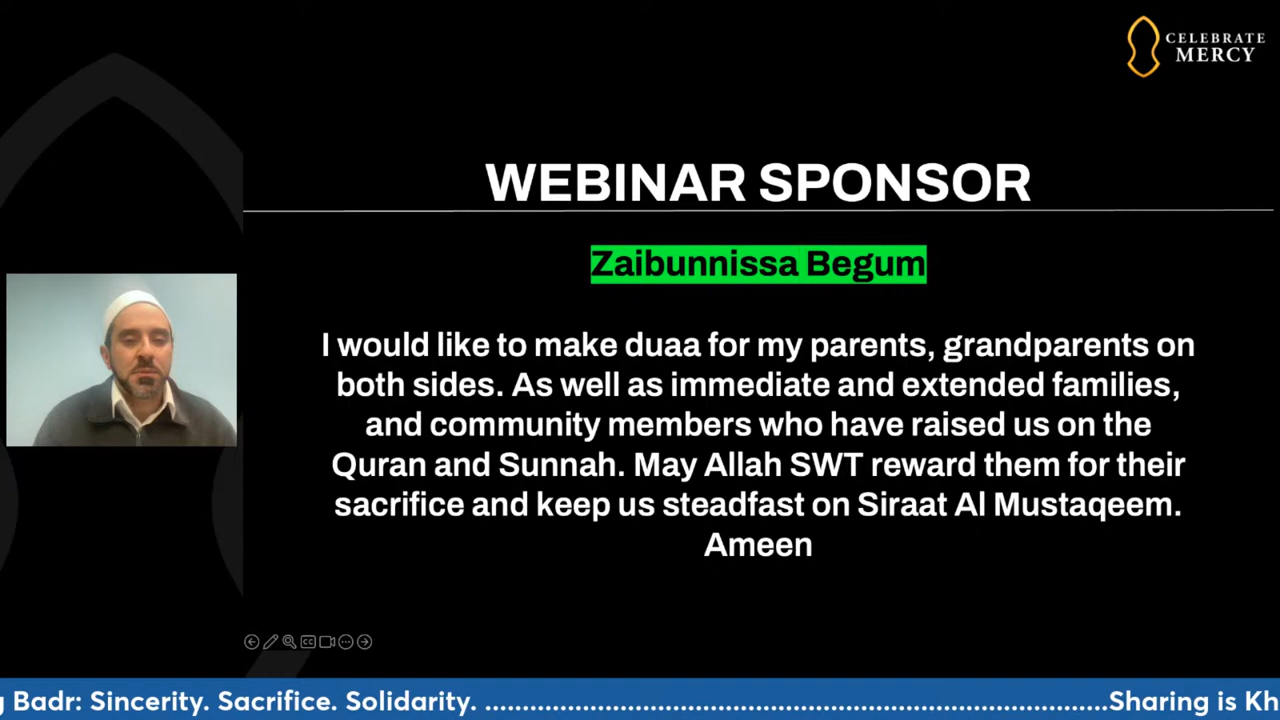 CELEBRATE
MERCY
WEBINAR SPONSOR
Zaibunnissa Begum
I would like to make duaa for my parents, grandparents on
both sides. As well as immediate and extended families,
and community members who have raised us on the
Quran and Sunnah. May Allah SWT reward them for their
sacrifice and keep us steadfast on Siraat Al Mustaqeem.
Ameen
Badr: Sincerity. Sacrifice. Solidarity. ....................................................................................Sharing is